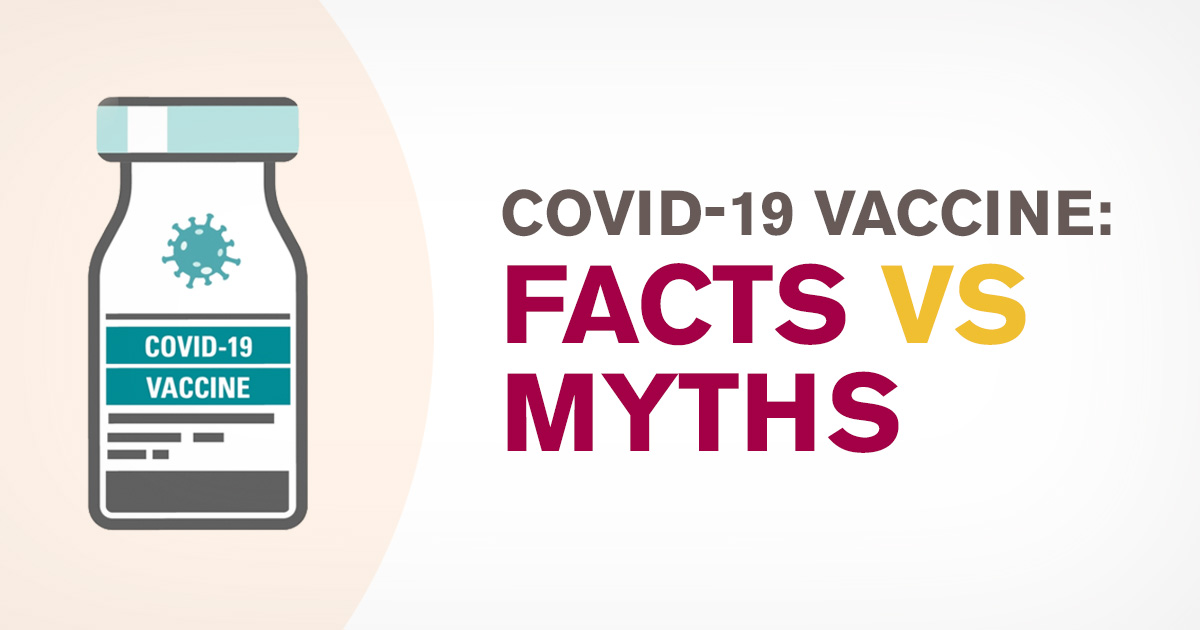 COVID-19
VACCINE
COVID-19 VACCINE:
FACTS VS
MYTHS